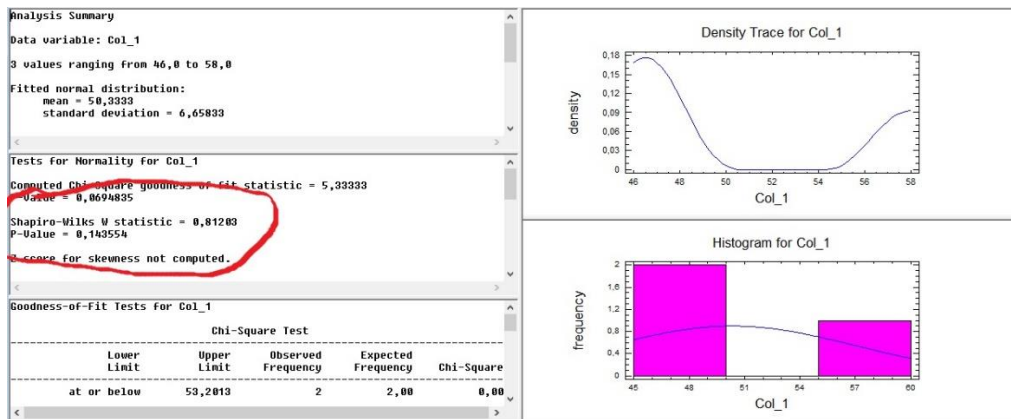 Analysis Summary
Data variable: Col_1
3 values ranging from 46,0 to 58,0
Fitted normal distribution:
mean = 50,3333
standard deviation = 6,65833
Tests for Normality for Col_1
Computed Chi-Square goodness-of-fit statistic = 5,33333
P-Value = 0,0694835
Shapiro-Wilks W statistic = 0,81203
P-Value = 0,143554
Z score for skewness not computed.
Goodness-of-Fit Tests for Col_1
Chi-Square Test
Lower Upper Observed Expected
Limit Limit Frequency Frequency Chi-Square
at or below 53,2013 2 2,00 0,00
Density Trace for Col_1
density
0,18
0,15
0,12
0,09
0,06
0,03
0
46 48 50 52 54 56 58
Col_1
Histogram for Col_1
frequency
2
1,6
1,2
0,8
0,4
0
45 48 51 54 57 60
Col_1